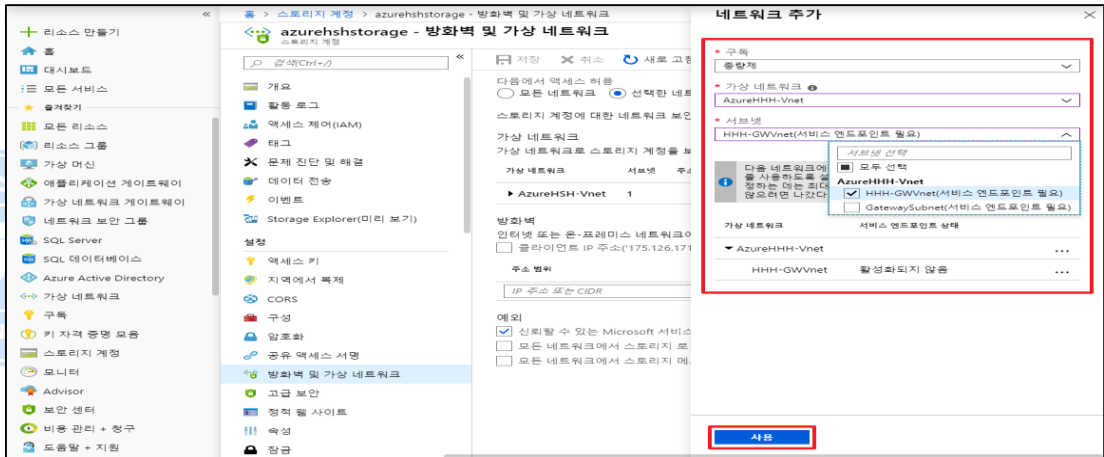 홈 > 스토리지 계정 > azurehshstorage - 방화벽 및 가상 네트워크
azurehshstorage - 방화벽 및 가상 네트워크
스토리지 계정
리소스 만들기
홈
대시보드
모든 서비스
즐겨찾기
모든 리소스
리소스 그룹
가상 머신
애플리케이션 게이트웨이
가상 네트워크 게이트웨이
네트워크 보안 그룹
SQL Server
SQL 데이터베이스
Azure Active Directory
가상 네트워크
구독
키 자격 증명 모음
스토리지 계정
모니터
Advisor
보안 센터
비용 관리 + 청구
도움말 + 지원
검색(Ctrl+/)
개요
활동 로그
액세스 제어(IAM)
태그
문제 진단 및 해결
데이터 전송
이벤트
Storage Explorer(미리 보기)
설정
액세스 키
지역에서 복제
CORS
구성
암호화
공유 액세스 서명
방화벽 및 가상 네트워크
고급 보안
정적 웹 사이트
속성
잠금
저장 취소 새로 고침
다음에서 액세스 허용
모든 네트워크 선택한 네트
스토리지 계정에 대한 네트워크 보안
가상 네트워크
가상 네트워크로 스토리지 계정을 보
가상 네트워크 서브넷 주소
AzureHSH-Vnet 1
방화벽
인터넷 또는 온-프레미스 네트워크에
클라이언트 IP 주소('175.126.171
주소 범위
IP 주소 또는 CIDR
예외
신뢰할 수 있는 Microsoft 서비스
모든 네트워크에서 스토리지 로
모든 네트워크에서 스토리지 메
네트워크 추가
* 구독
종량제
* 가상 네트워크
AzureHHH-Vnet
* 서브넷
HHH-GWVnet(서비스 엔드포인트 필요)
서브넷 선택
모두 선택
AzureHHH-Vnet
HHH-GWVnet(서비스 엔드포인트 필요)
GatewaySubnet(서비스 엔드포인트 필요)
다음 네트워크에
를 사용하도록 설
정하는 데는 최대
않으려면 나갔다
가상 네트워크 서비스 엔드포인트 상태
AzureHHH-Vnet ...
HHH-GWVnet 활성화되지 않음 ...
사용